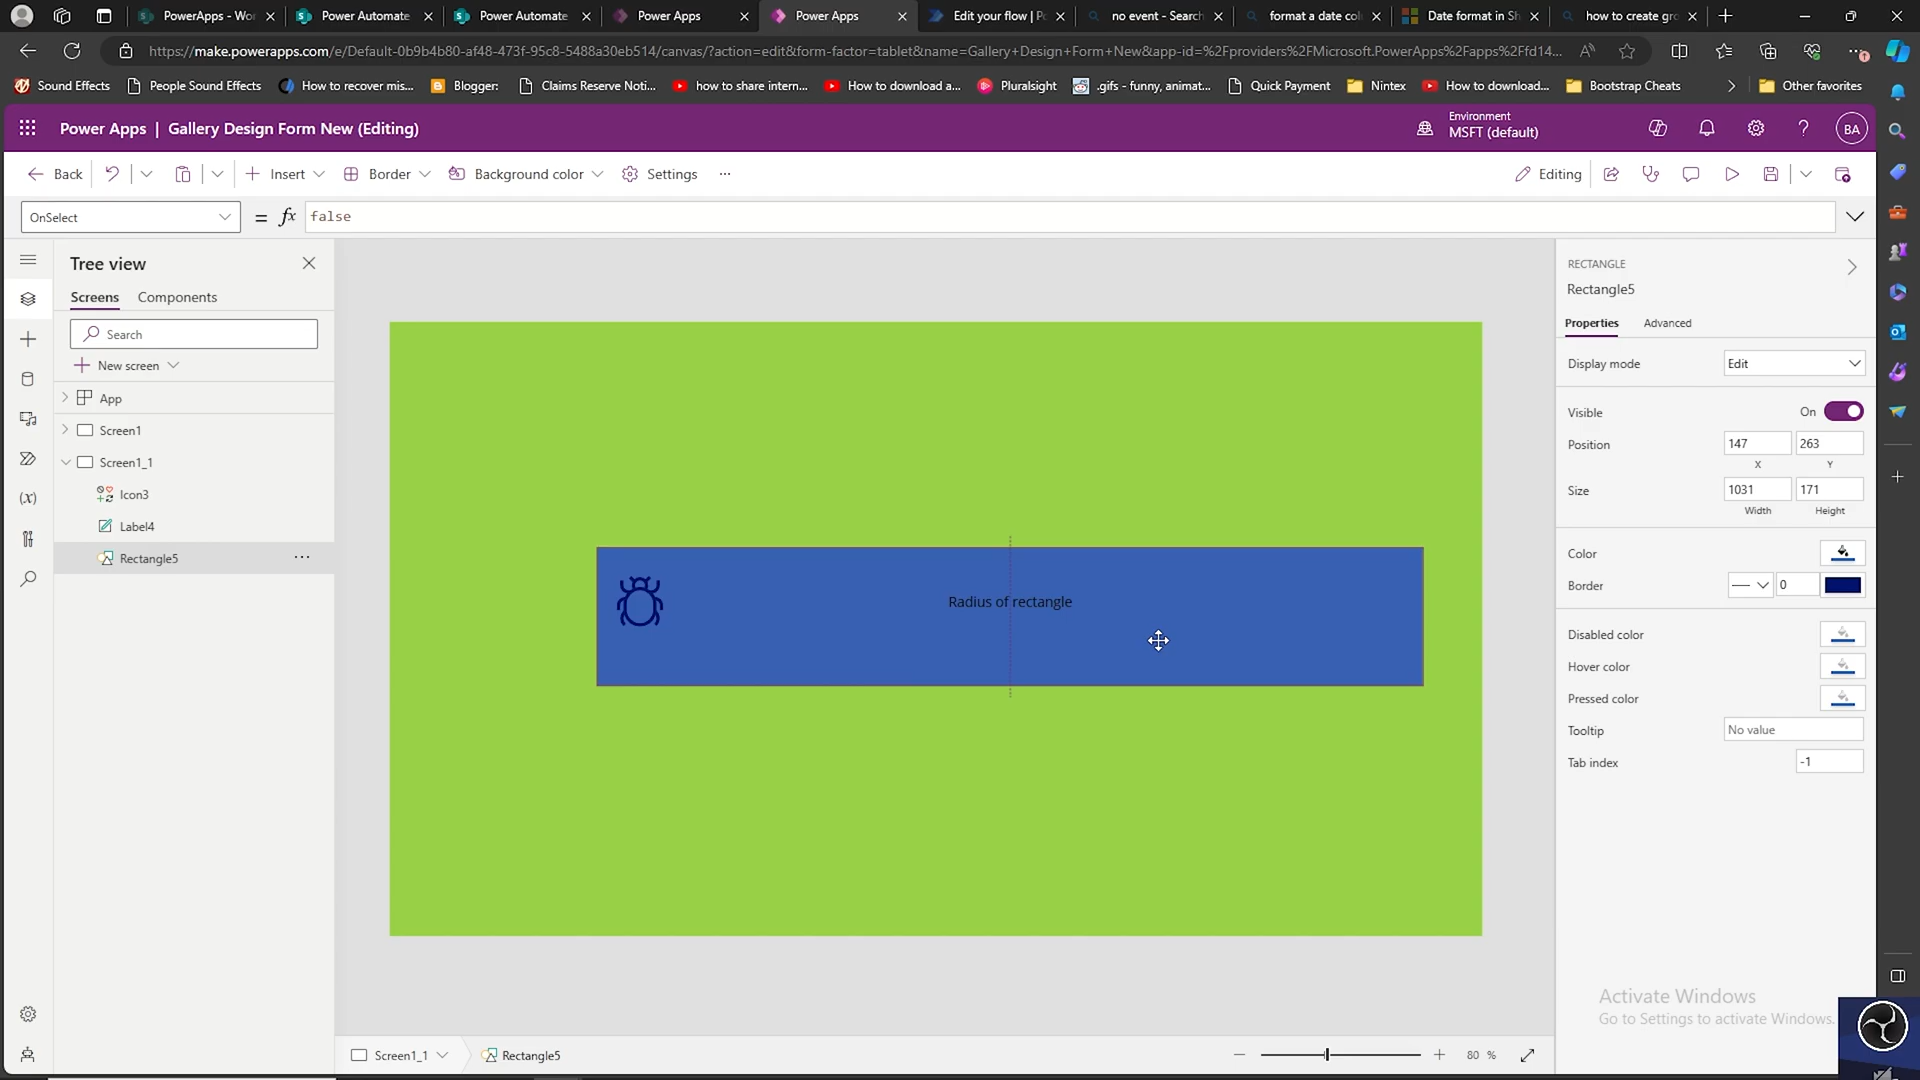 PowerApps - Wor
Power Automate
Power Automate
Power Apps
Power Apps
Edit your flow | Po
no event - Search
format a date col
Date format in Sh
how to create gro
https://make.powerapps.com/e/Default-0b9b4b80-af48-473f-95c8-5488a30eb514/canvas/?action=edit&form-factor=tablet&name=Gallery+Design+Form+New&app-id=%2Fproviders%2FMicrosoft.PowerApps%2Fapps%2Ffd14...
Sound Effects
People Sound Effects
How to recover mis...
Blogger:
Claims Reserve Noti...
how to share intern...
How to download a...
Pluralsight
.gifs - funny, animat...
Quick Payment
Nintex
How to download...
Bootstrap Cheats
Other favorites
Power Apps | Gallery Design Form New (Editing)
Environment
MSFT (default)
BA
Back
Insert
Border
Background color
Settings
...
Editing
OnSelect
= fx false
Tree view
Screens
Components
Search
New screen
App
Screen1
Screen1_1
Icon3
Label4
Rectangle5
...
Radius of rectangle
RECTANGLE
Rectangle5
Properties
Advanced
Display mode
Edit
Visible
On
Position
147
263
X
Y
Size
1031
171
Width
Height
Color
Border
0
Disabled color
Hover color
Pressed color
Tooltip
No value
Tab index
-1
Activate Windows
Go to Settings to activate Windows.
Screen1_1
Rectangle5
80 %